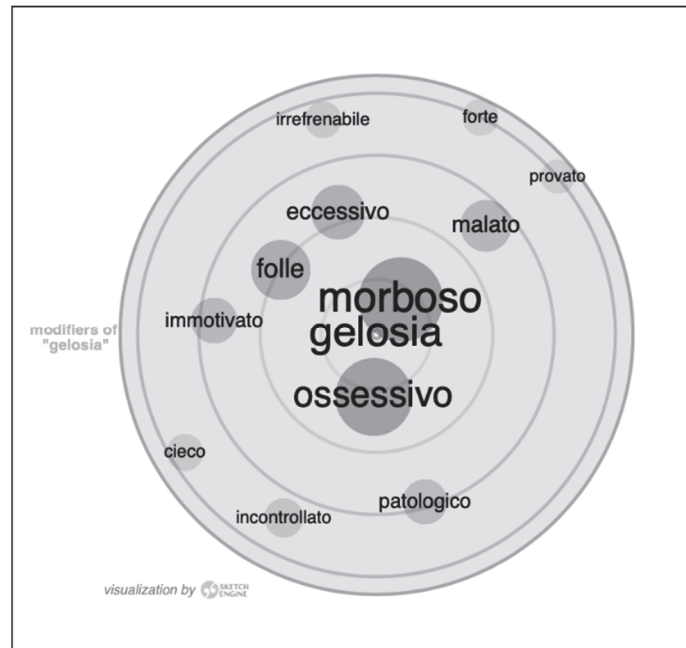 irrefrenabile
forte
provato
eccessivo
malato
folle
morboso
immotivato
gelosia
modifiers of
"gelosia"
ossessivo
cieco
patologico
incontrollato
visualization by SKETCH
ENGINE